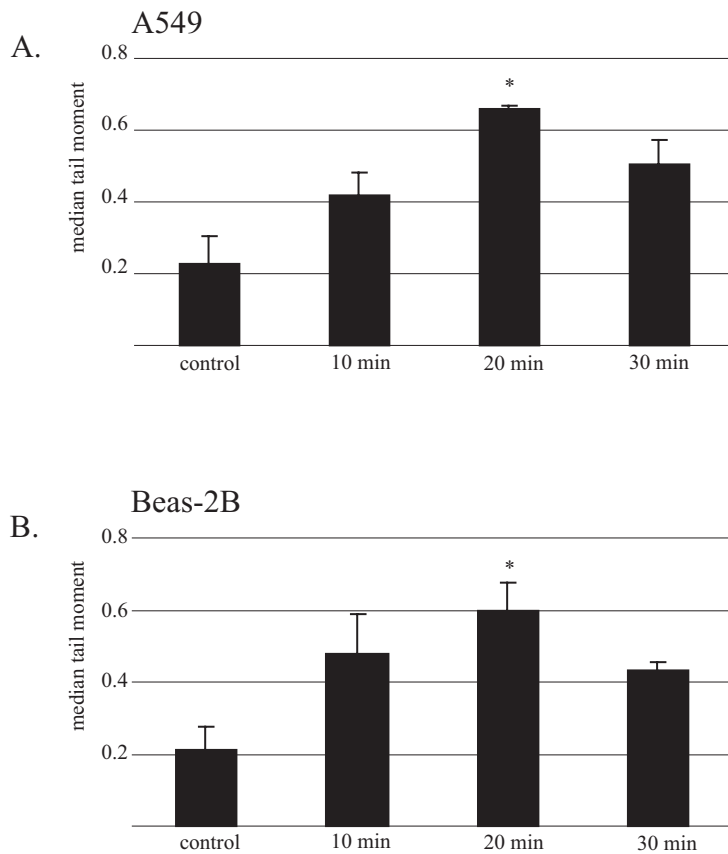 A549
A.
0.8
*
0.6
median tail moment
0.4
0.2
control 10 min 20 min 30 min
Beas-2B
B.
0.8
*
0.6
median tail moment
0.4
0.2
control 10 min 20 min 30 min